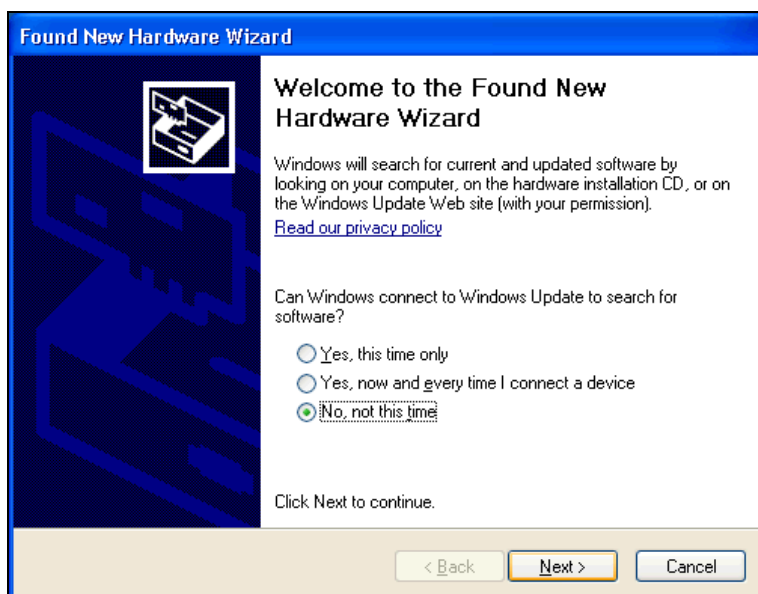 Found New Hardware Wizard
Welcome to the Found New
Hardware Wizard
Windows will search for current and updated software by
looking on your computer, on the hardware installation CD, or on
the Windows Update Web site (with your permission).
Read our privacy policy
Can Windows connect to Windows Update to search for
software?
Yes, this time only
Yes, now and every time I connect a device
No, not this time
Click Next to continue.
< Back
Next >
Cancel